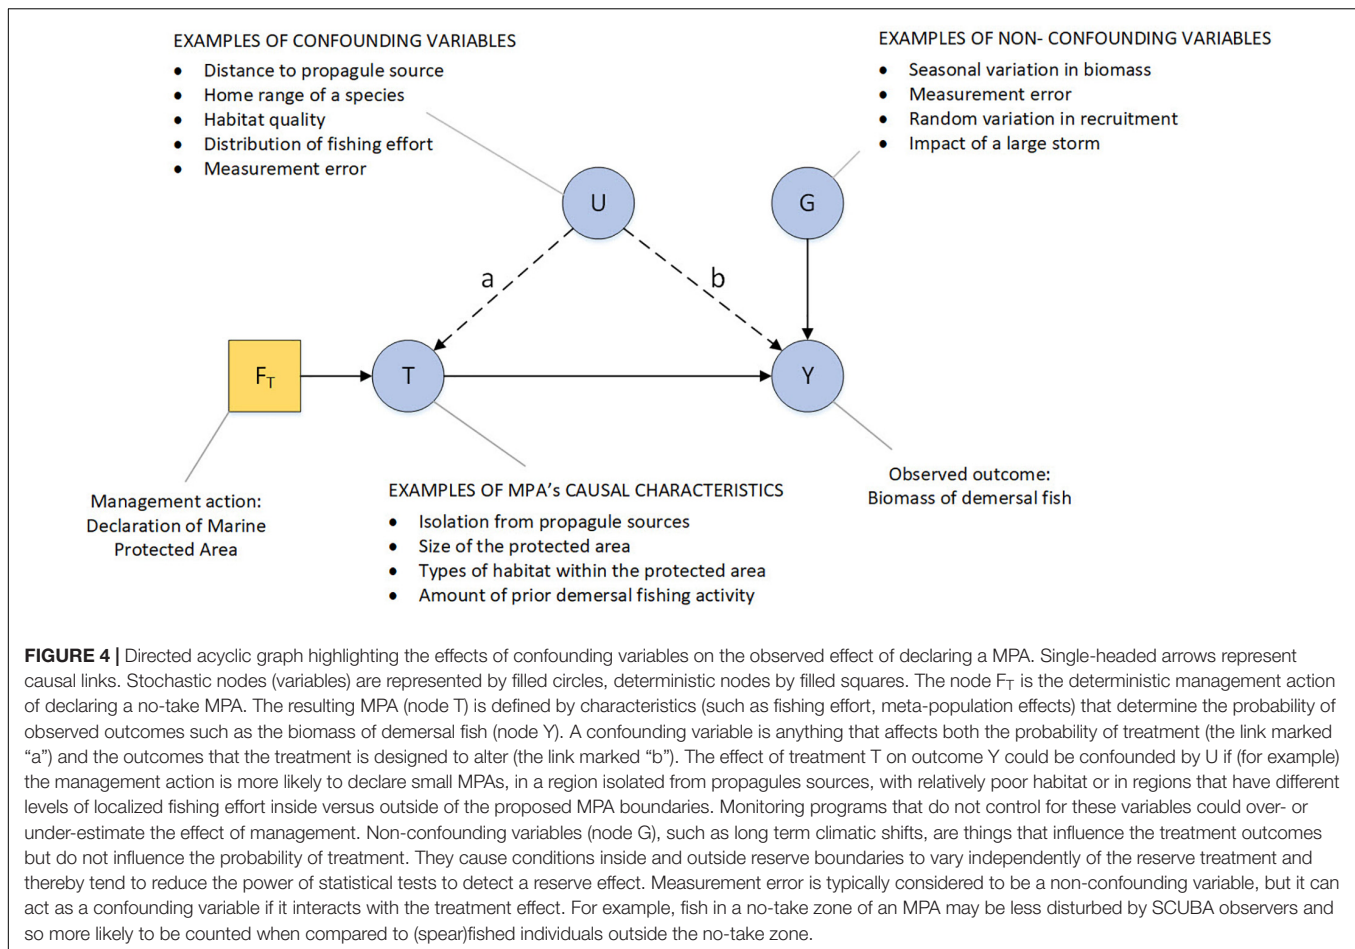 EXAMPLES OF CONFOUNDING VARIABLES
• Distance to propagule source
• Home range of a species
• Habitat quality
• Distribution of fishing effort
• Measurement error
EXAMPLES OF NON- CONFOUNDING VARIABLES
• Seasonal variation in biomass
• Measurement error
• Random variation in recruitment
• Impact of a large storm
U
G
a
b
F_T
T
Y
Management action:
Declaration of Marine
Protected Area
EXAMPLES OF MPA's CAUSAL CHARACTERISTICS
• Isolation from propagule sources
• Size of the protected area
• Types of habitat within the protected area
• Amount of prior demersal fishing activity
Observed outcome:
Biomass of demersal fish
FIGURE 4 | Directed acyclic graph highlighting the effects of confounding variables on the observed effect of declaring a MPA. Single-headed arrows represent
causal links. Stochastic nodes (variables) are represented by filled circles, deterministic nodes by filled squares. The node F_T is the deterministic management action
of declaring a no-take MPA. The resulting MPA (node T) is defined by characteristics (such as fishing effort, meta-population effects) that determine the probability of
observed outcomes such as the biomass of demersal fish (node Y). A confounding variable is anything that affects both the probability of treatment (the link marked
“a”) and the outcomes that the treatment is designed to alter (the link marked “b”). The effect of treatment T on outcome Y could be confounded by U if (for example)
the management action is more likely to declare small MPAs, in a region isolated from propagules sources, with relatively poor habitat or in regions that have different
levels of localized fishing effort inside versus outside of the proposed MPA boundaries. Monitoring programs that do not control for these variables could over- or
under-estimate the effect of management. Non-confounding variables (node G), such as long term climatic shifts, are things that influence the treatment outcomes
but do not influence the probability of treatment. They cause conditions inside and outside reserve boundaries to vary independently of the reserve treatment and
thereby tend to reduce the power of statistical tests to detect a reserve effect. Measurement error is typically considered to be a non-confounding variable, but it can
act as a confounding variable if it interacts with the treatment effect. For example, fish in a no-take zone of an MPA may be less disturbed by SCUBA observers and
so more likely to be counted when compared to (spear)fished individuals outside the no-take zone.